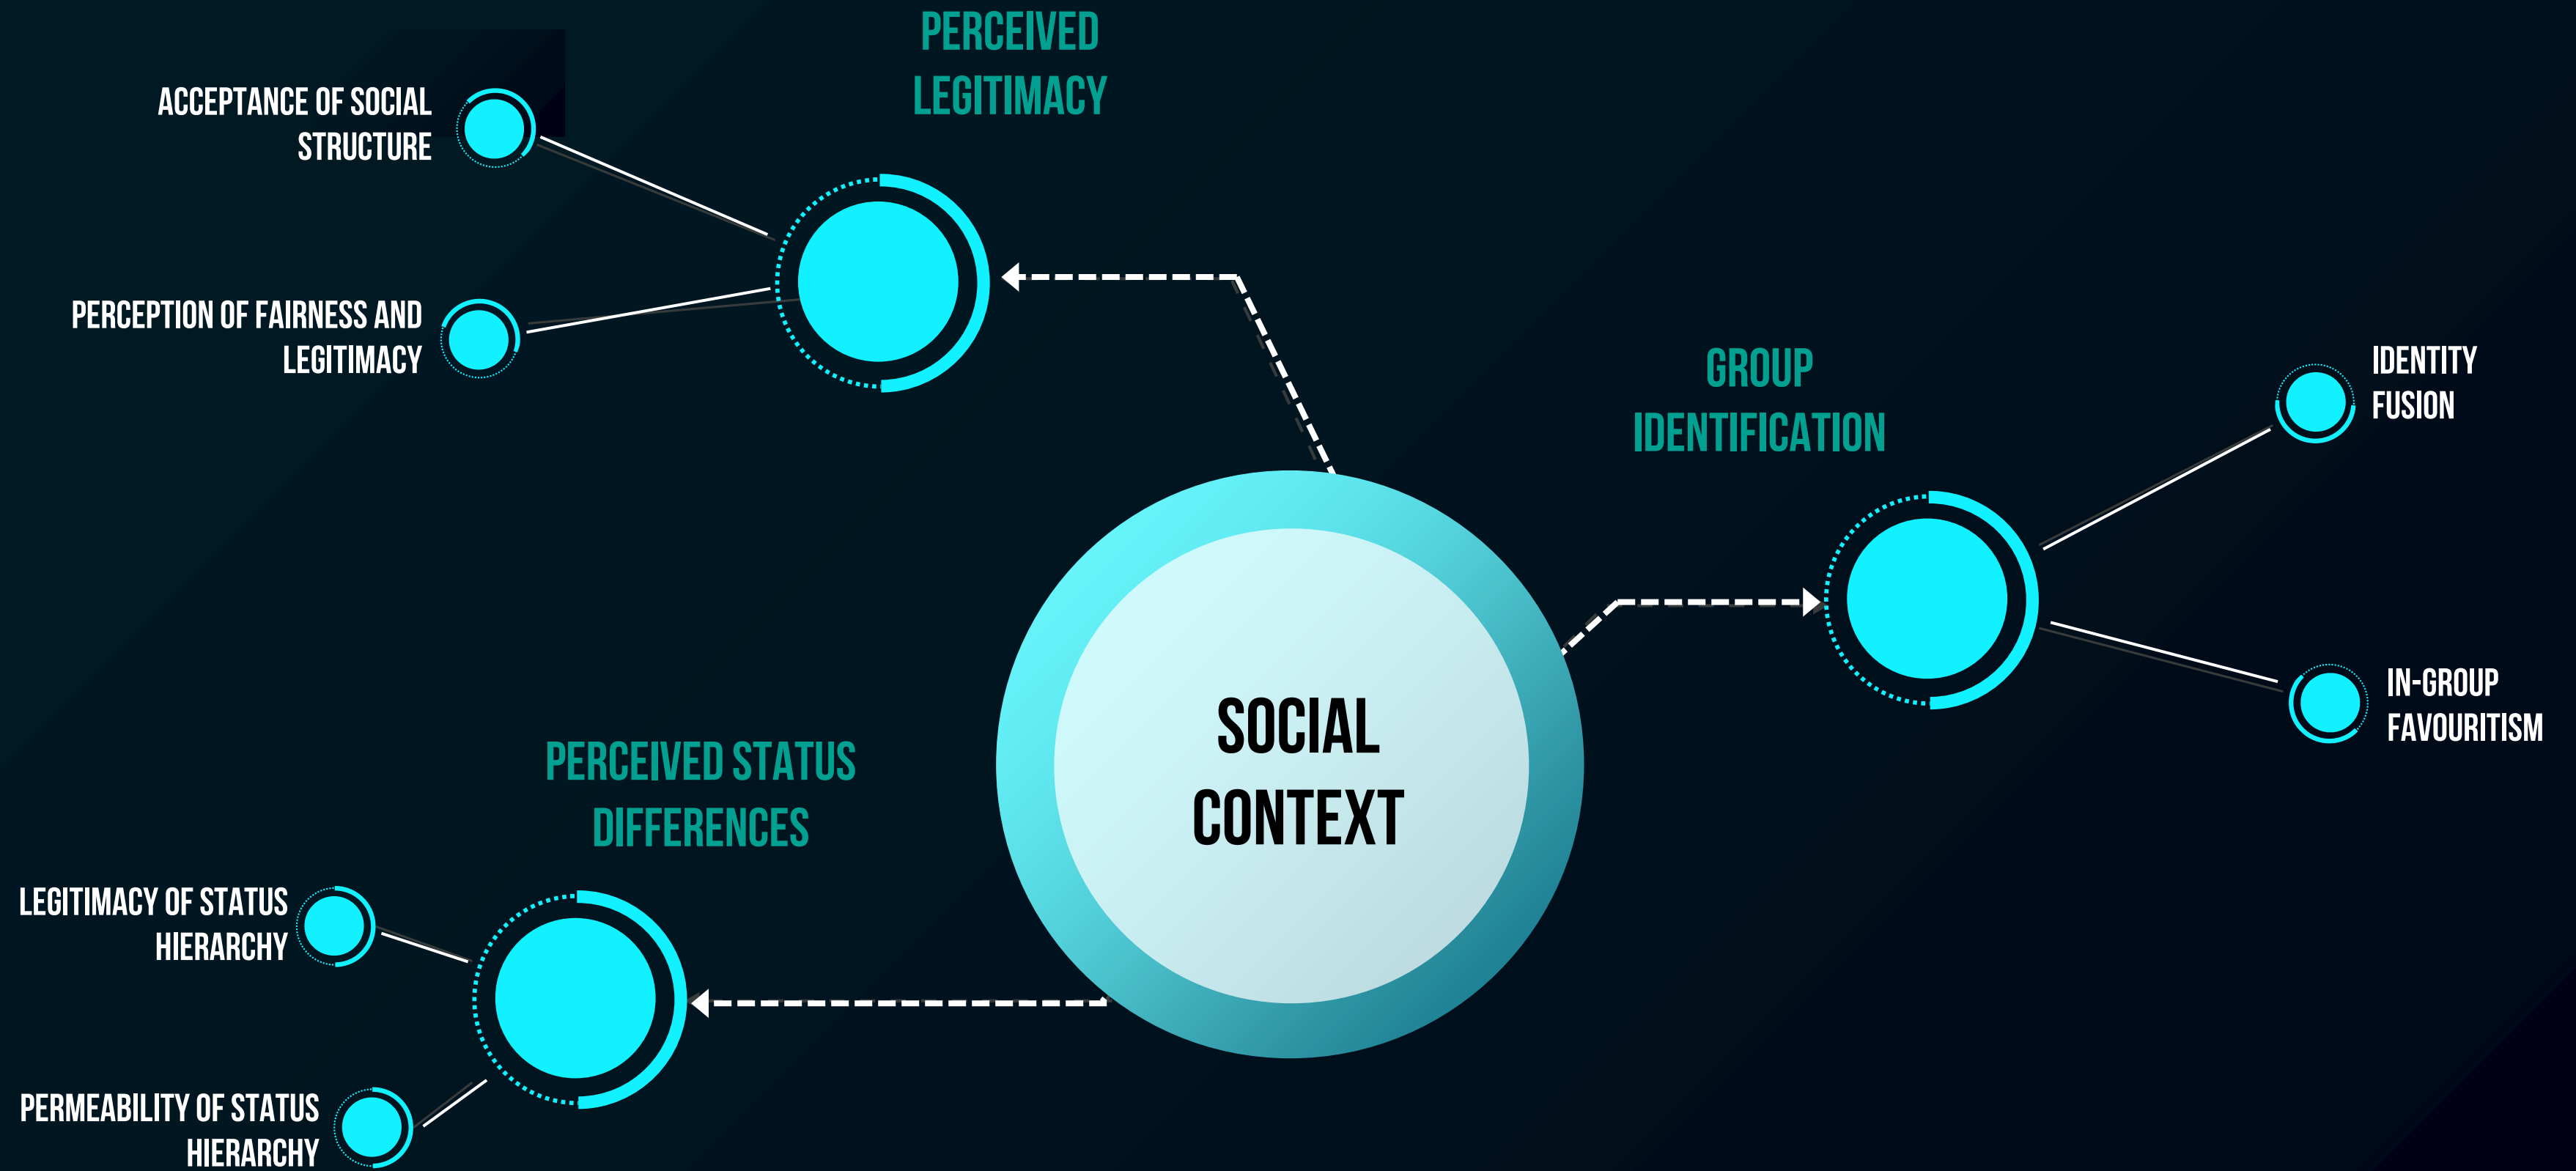 PERCEIVED
LEGITIMACY
ACCEPTANCE OF SOCIAL
STRUCTURE
PERCEPTION OF FAIRNESS AND
LEGITIMACY
GROUP
IDENTIFICATION
IDENTITY
FUSION
IN-GROUP
FAVOURITISM
SOCIAL
CONTEXT
PERCEIVED STATUS
DIFFERENCES
LEGITIMACY OF STATUS
HIERARCHY
PERMEABILITY OF STATUS
HIERARCHY